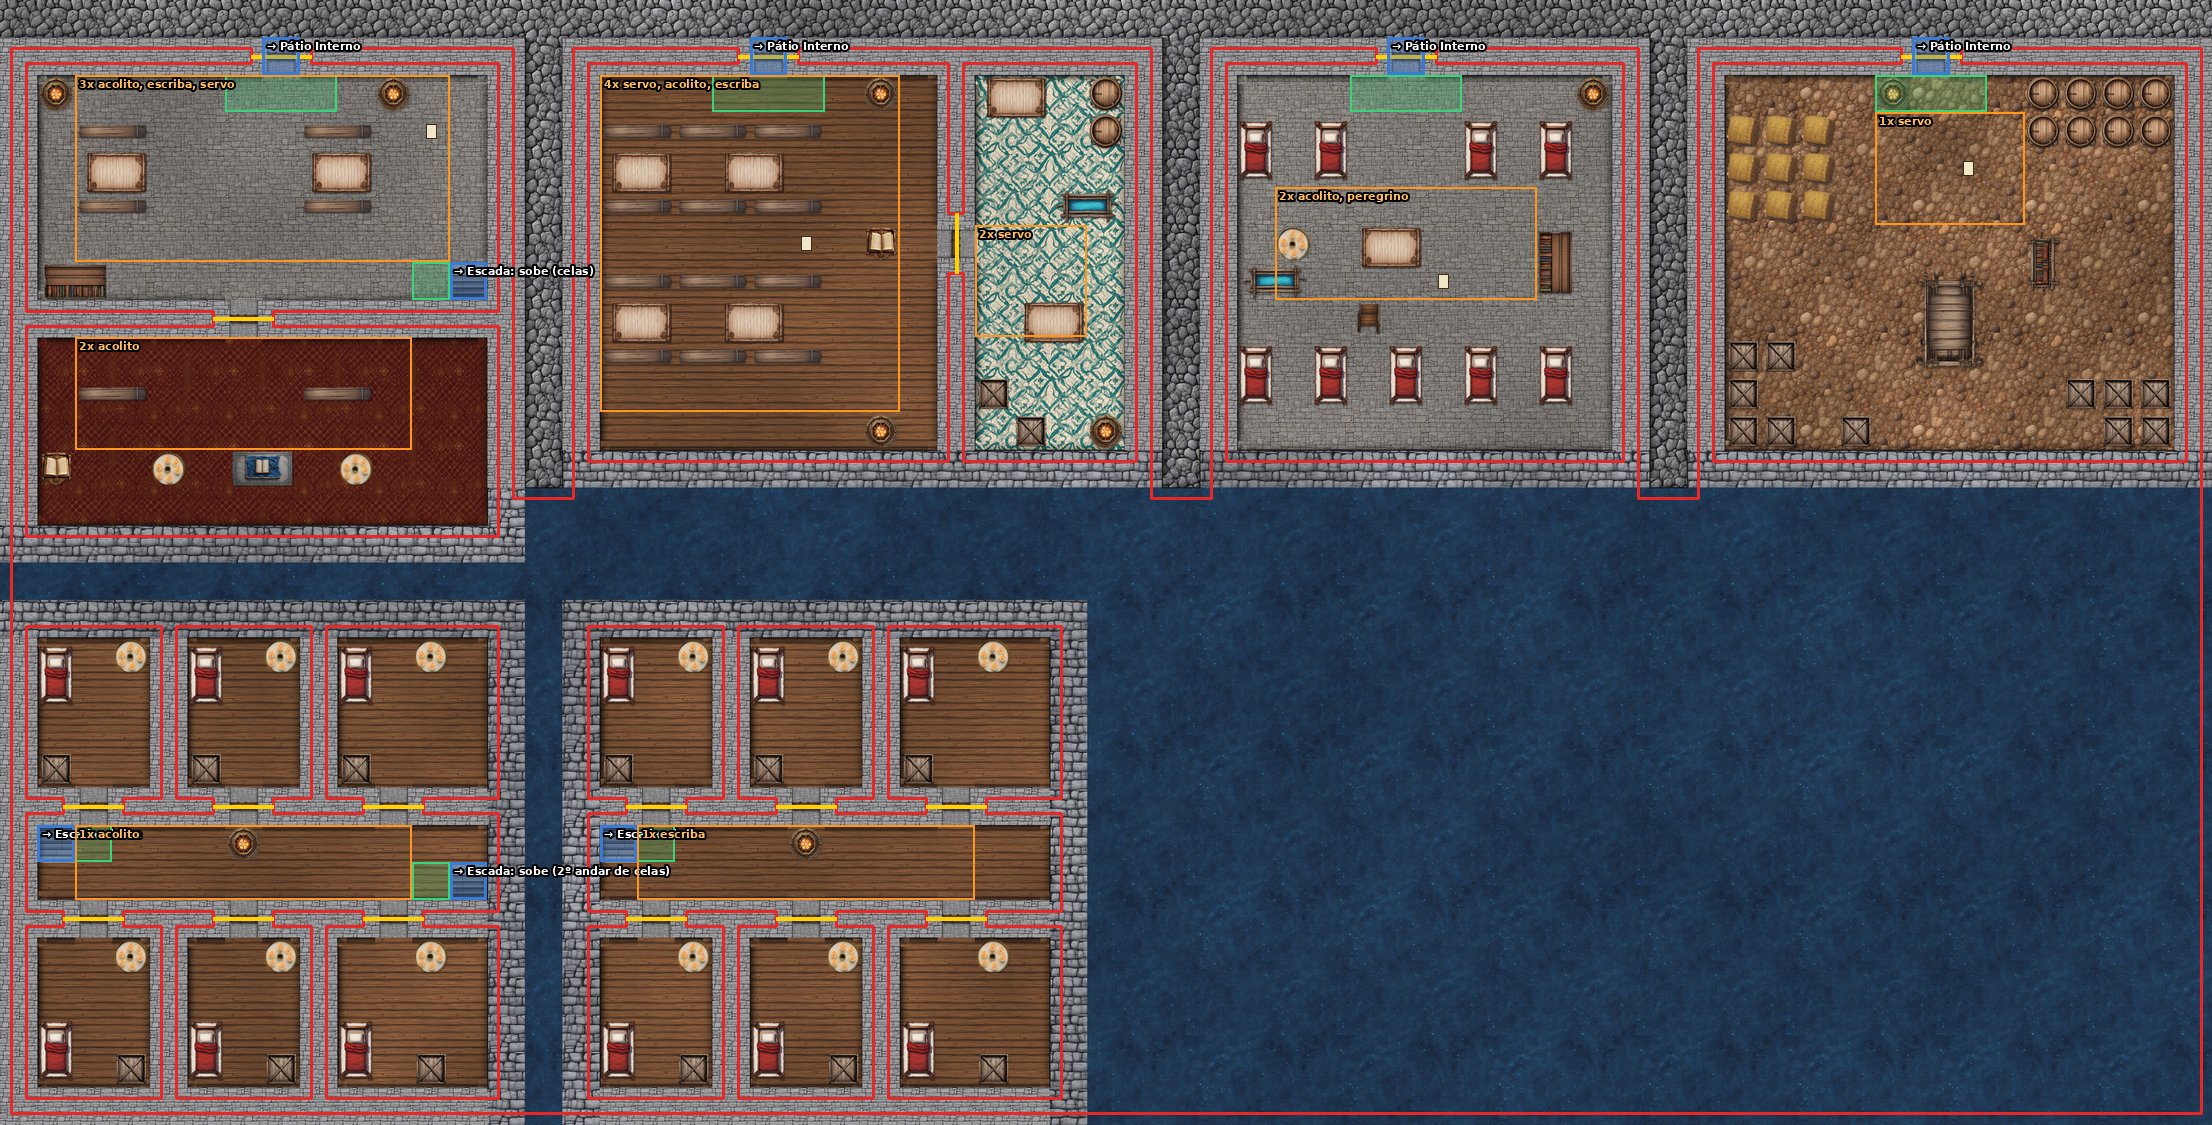 → Pátio Interno
→ Pátio Interno
→ Pátio Interno
→ Pátio Interno
3x acolito, escriba, servo
4x servo, acolito, escriba
1x servo
2x acolito, peregrino
2x servo
→ Escada: sobe (celas)
2x acolito
→ Esc
1x acolito
→ Esc
1x escriba
→ Escada: sobe (2º andar de celas)